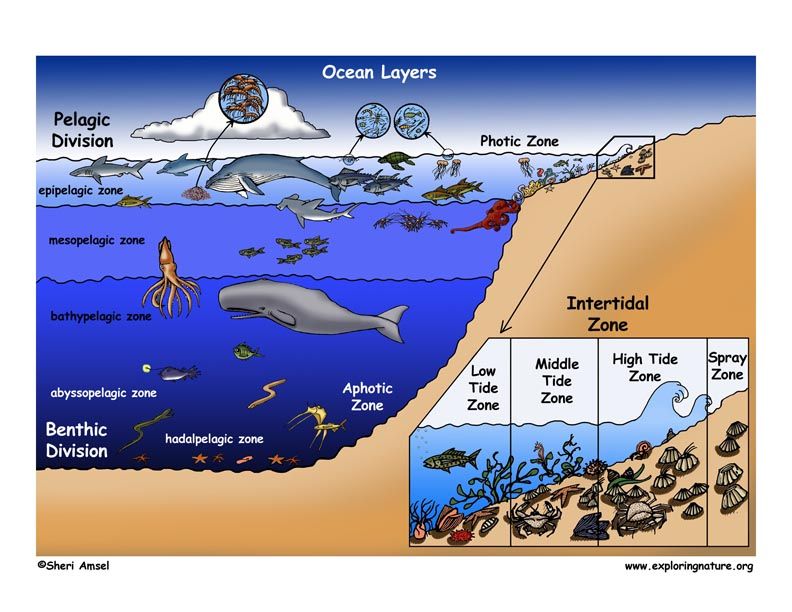 Ocean Layers
Pelagic
Division
Photic Zone
epipelagic zone
mesopelagic zone
bathypelagic zone
abyssopelagic zone
Aphotic
Zone
Benthic
Division
hadalpelagic zone
Intertidal
Zone
Low
Tide
Zone
Middle
Tide
Zone
High Tide
Zone
Spray
Zone
©Sheri Amsel
www.exploringnature.org